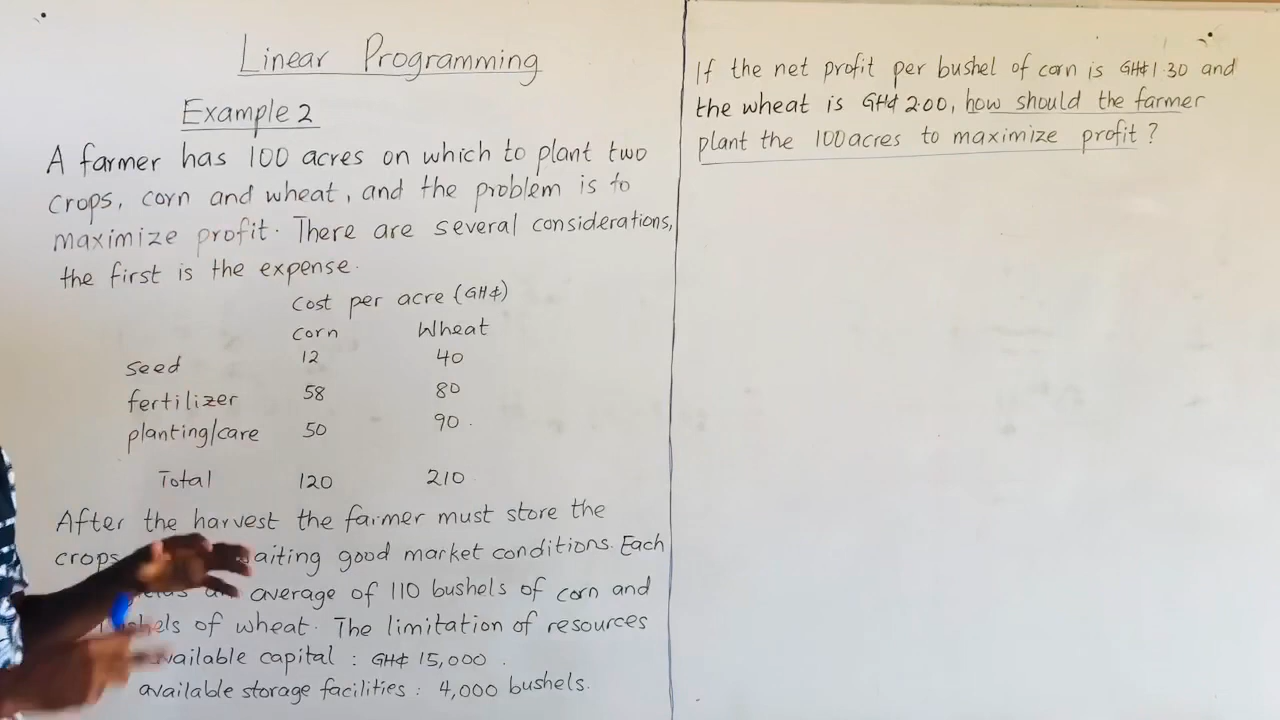 Linear Programming
Example 2
A farmer has 100 acres on which to plant two
crops, corn and wheat, and the problem is to
maximize profit. There are several considerations,
the first is the expense.
Cost per acre (GH¢)
corn Wheat
seed 12 40
fertilizer 58 80
planting/care 50 90
Total 120 210
After the harvest the farmer must store the
crops aiting good market conditions. Each
average of 110 bushels of corn and
of wheat. The limitation of resources
available capital : GH¢ 15,000.
available storage facilities : 4,000 bushels.
If the net profit per bushel of corn is GH¢1.30 and
the wheat is GH¢ 2.00, how should the farmer
plant the 100 acres to maximize profit?